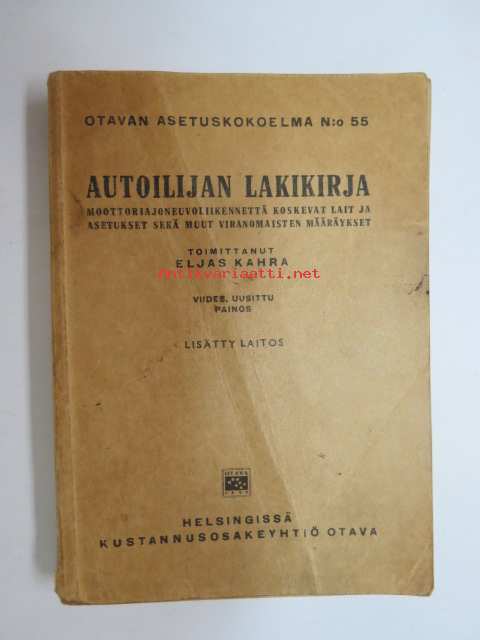 OTAVAN ASETUSKOKOELMA N:o 55
AUTOILIJAN LAKIKIRJA
MOOTTORIAJONEUVOLIIKENNETTÄ KOSKEVAT LAIT JA
ASETUKSET SEKÄ MUUT VIRANOMAISTEN MÄÄRÄYKSET
TOIMITTANUT
ELJAS KAHRA
Antikvariaatti.net
VIIDES, UUSITTU
PAINOS
LISÄTTY LAITOS
OTAVA
HELSINGISSÄ
KUSTANNUSOSAKEYHTIÖ OTAVA